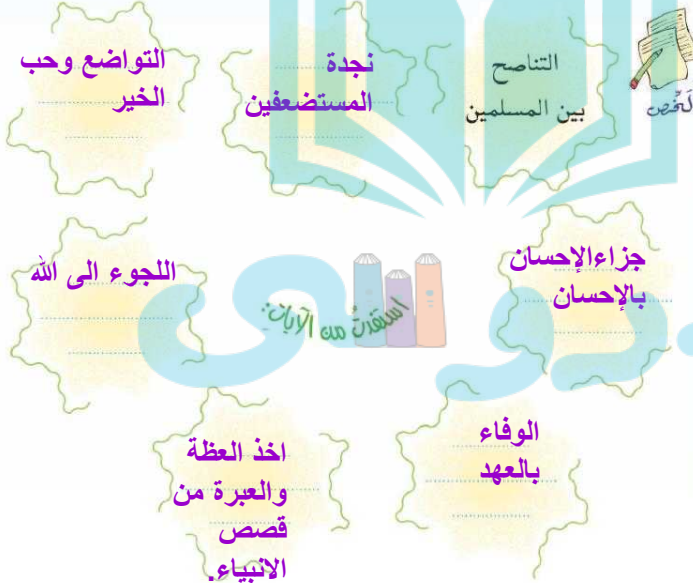 لَخِّص
التناصح
بين المسلمين
نجدة
المستضعفين
التواضع وحب
الخير
جزاءالإحسان
بالإحسان
استفدتُ من الآيات:
اللجوء الى الله
الوفاء
بالعهد
اخذ العظة
والعبرة من
قصص
الانبياء.